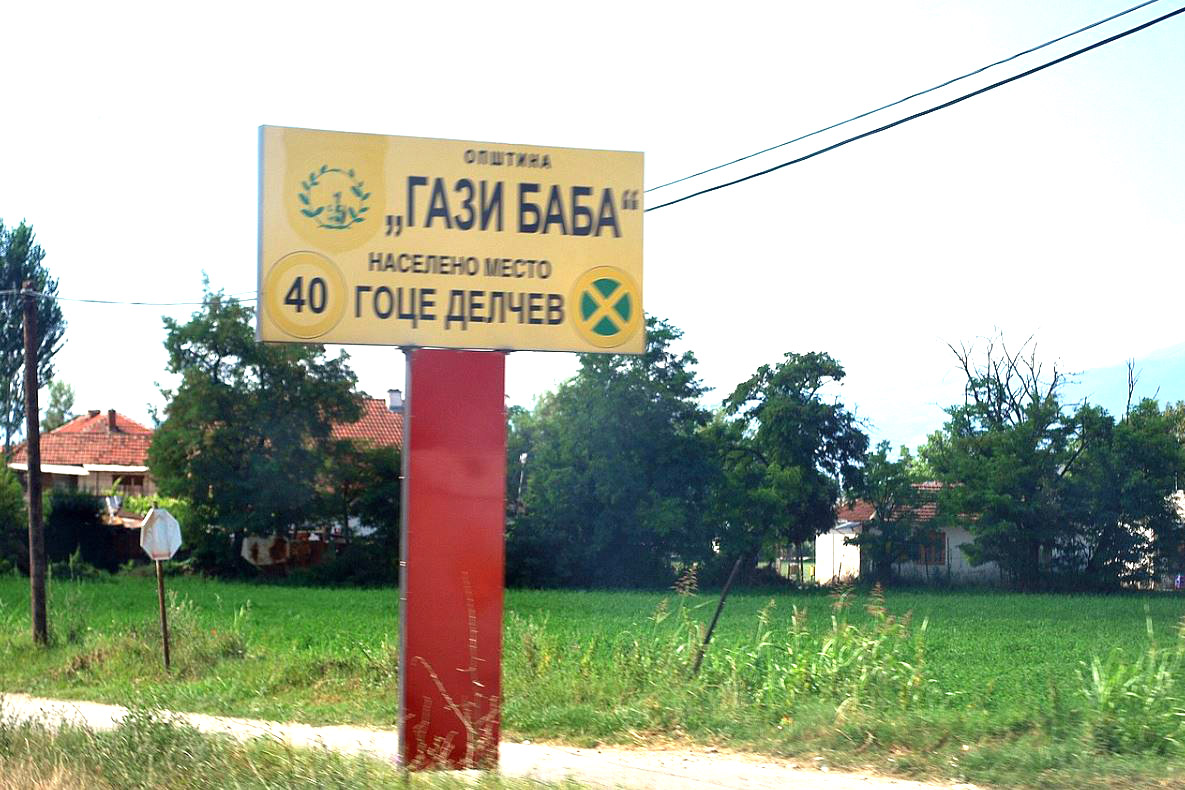 ОПШТИНА
„ГАЗИ БАБА“
НАСЕЛЕНО МЕСТО
40 ГОЦЕ ДЕЛЧЕВ